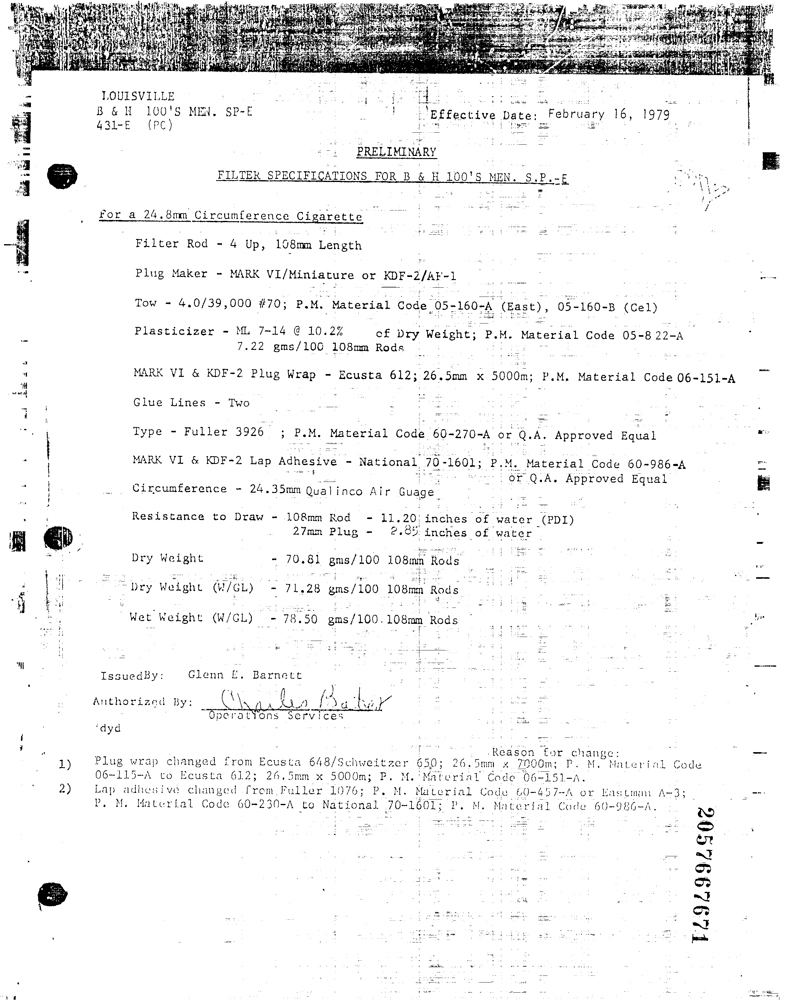 LOUISVILLE
B & H 100'S MEN. SP-E
431-E (PC)
Effective Date: February 16, 1979
PRELIMINARY
FILTER SPECIFICATIONS FOR B & H 100'S MEN. S.P.-E
For a 24.8mm Circumference Cigarette
Filter Rod - 4 Up, 108mm Length
Plug Maker - MARK VI/Miniature or KDF-2/AF-1
Tow - 4.0/39,000 #70; P.M. Material Code 05-160-A (East), 05-160-B (Cel)
Plasticizer - ML 7-14 @ 10.2% of Dry Weight; P.M. Material Code 05-8 22-A
7.22 gms/100 108mm Rods
MARK VI & KDF-2 Plug Wrap - Ecusta 612; 26.5mm x 5000m; P.M. Material Code 06-151-A
Glue Lines - Two
Type - Fuller 3926 ; P.M. Material Code 60-270-A or Q.A. Approved Equal
MARK VI & KDF-2 Lap Adhesive - National 70-1601; P.M. Material Code 60-986-A
or Q.A. Approved Equal
Circumference - 24.35mm Qualinco Air Guage
Resistance to Draw - 108mm Rod - 11.20 inches of water (PDI)
27mm Plug - 2.85 inches of water
Dry Weight - 70.81 gms/100 108mm Rods
Dry Weight (W/GL) - 71.28 gms/100 108mm Rods
Wet Weight (W/GL) - 78.50 gms/100 108mm Rods
IssuedBy: Glenn E. Barnett
Authorized By: Charles
Operations Services
'dyd
Reason for change:
1) Plug wrap changed from Ecusta 648/Schweitzer 650; 26.5mm x 7000m; P. M. Material Code
06-115-A to Ecusta 612; 26.5mm x 5000m; P. M. Material Code 06-151-A.
2) Lap adhesive changed from Fuller 1076; P. M. Material Code 60-457-A or Eastman A-3;
P. M. Material Code 60-230-A to National 70-1601; P. M. Material Code 60-986-A.
2057667671